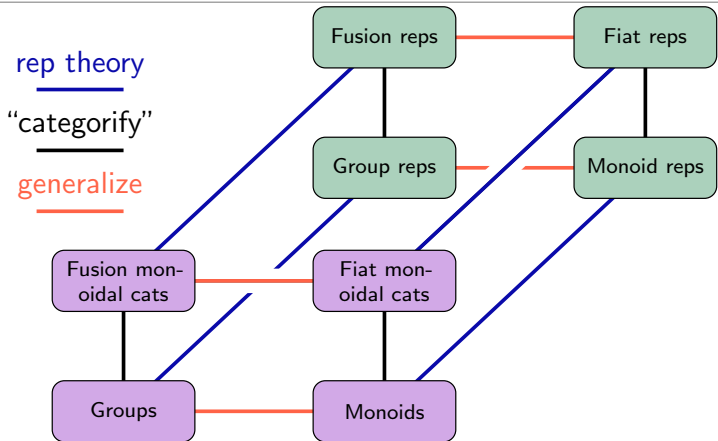 Fusion reps
Fiat reps
rep theory
“categorify”
Group reps
Monoid reps
generalize
Fusion mon-
oidal cats
Fiat mon-
oidal cats
Groups
Monoids